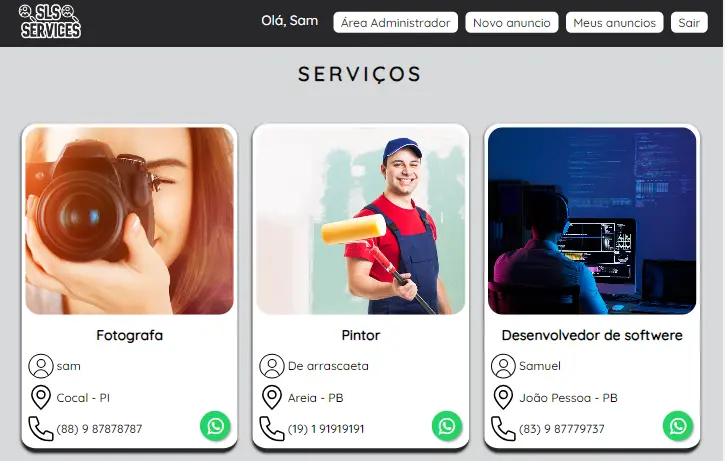 SLS
SERVICES
Olá, Sam
Área Administrador
Novo anuncio
Meus anuncios
Sair
SERVIÇOS
Fotografa
Pintor
Desenvolvedor de softwere
sam
De arrascaeta
Samuel
Cocal - PI
Areia - PB
João Pessoa - PB
(88) 9 87878787
(19) 1 91919191
(83) 9 87779737